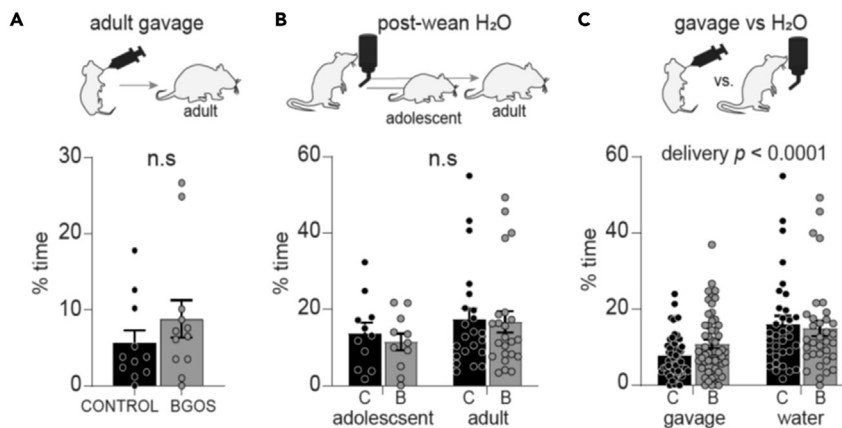 A
adult gavage
adult
30
20
10
0
% time
n.s
CONTROL
BGOS
B
post-wean H₂O
adolescent
adult
60
40
20
0
% time
n.s
C B C B
adolescsent adult
C
gavage vs H₂O
vs.
delivery p < 0.0001
60
40
20
0
% time
C B C B
gavage water